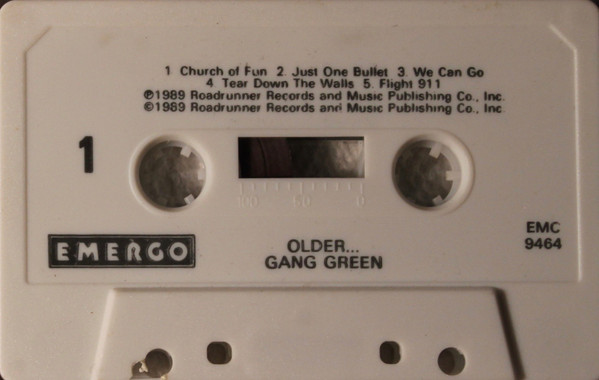 1 Church of Fun 2. Just One Bullet 3. We Can Go
4 Tear Down The Walls 5. Flight 911
℗1989 Roadrunner Records and Music Publishing Co., Inc.
©1989 Roadrunner Records and Music Publishing Co., Inc.
1
100 50 0
EMERGO
OLDER...
GANG GREEN
EMC
9464